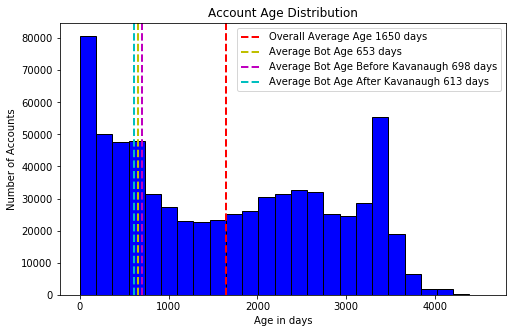 Account Age Distribution
Overall Average Age 1650 days
Average Bot Age 653 days
Average Bot Age Before Kavanaugh 698 days
Average Bot Age After Kavanaugh 613 days
Number of Accounts
80000
70000
60000
50000
40000
30000
20000
10000
0
0 1000 2000 3000 4000
Age in days